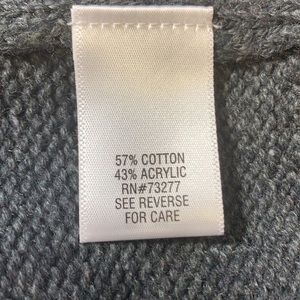 57% COTTON
43% ACRYLIC
RN#73277
SEE REVERSE
FOR CARE